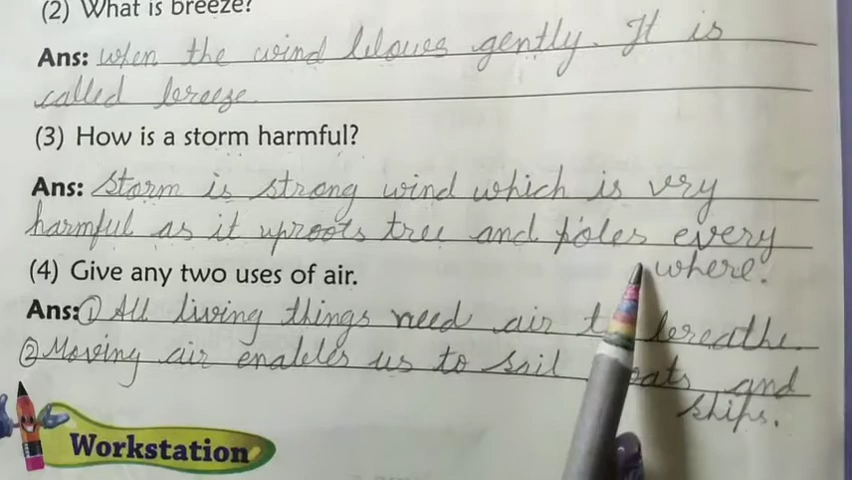 (2) What is breeze?
Ans: when the wind blows gently. It is
called breeze.
(3) How is a storm harmful?
Ans: Storm is strong wind which is very
harmful as it uproots tree and poles every
where.
(4) Give any two uses of air.
Ans: ① All living things need air t breathe.
② Moving air enables us to sail oats and
ships.
Workstation